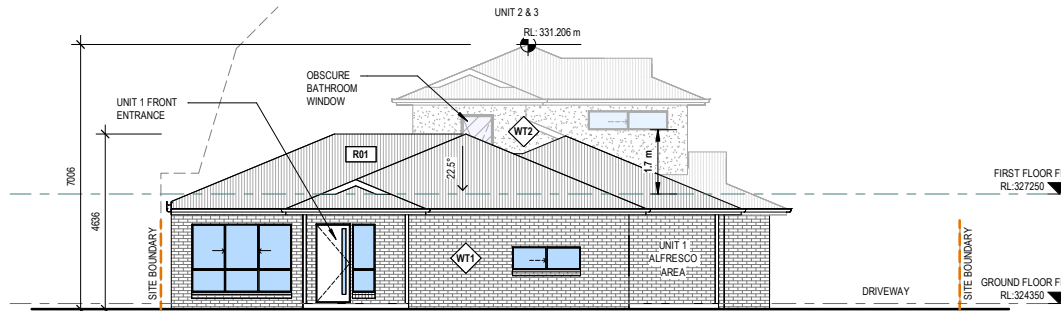 UNIT 2 & 3
RL: 331.206 m
OBSCURE
BATHROOM
WINDOW
UNIT 1 FRONT
ENTRANCE
WT2
R01
22.5°
1.7 m
7006
4636
FIRST FLOOR F
RL:327250
SITE BOUNDARY
WT1
UNIT 1
ALFRESCO
AREA
SITE BOUNDARY
DRIVEWAY
GROUND FLOOR F
RL:324350